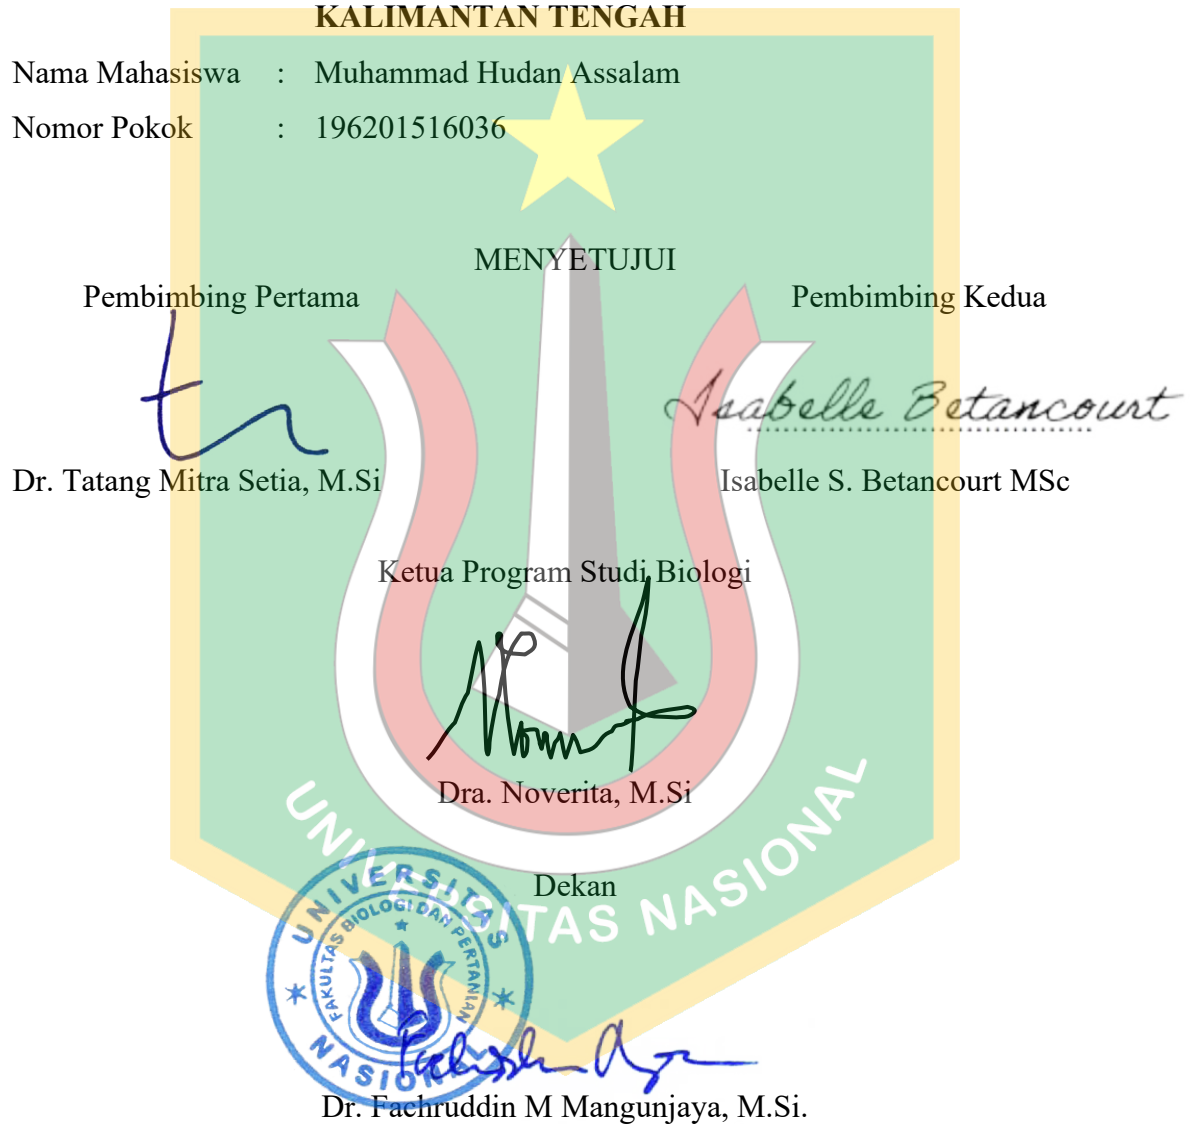 KALIMANTAN TENGAH
Nama Mahasiswa : Muhammad Hudan Assalam
Nomor Pokok : 196201516036
MENYETUJUI
Pembimbing Pertama Pembimbing Kedua
Isabelle Betancourt
Dr. Tatang Mitra Setia, M.Si Isabelle S. Betancourt MSc
Ketua Program Studi Biologi
Dra. Noverita, M.Si
UNIVERSITAS NASIONAL
Dekan
UNIVERSITAS NASIONAL
FAKULTAS BIOLOGI DAN PERTANIAN
Dr. Fachruddin M Mangunjaya, M.Si.